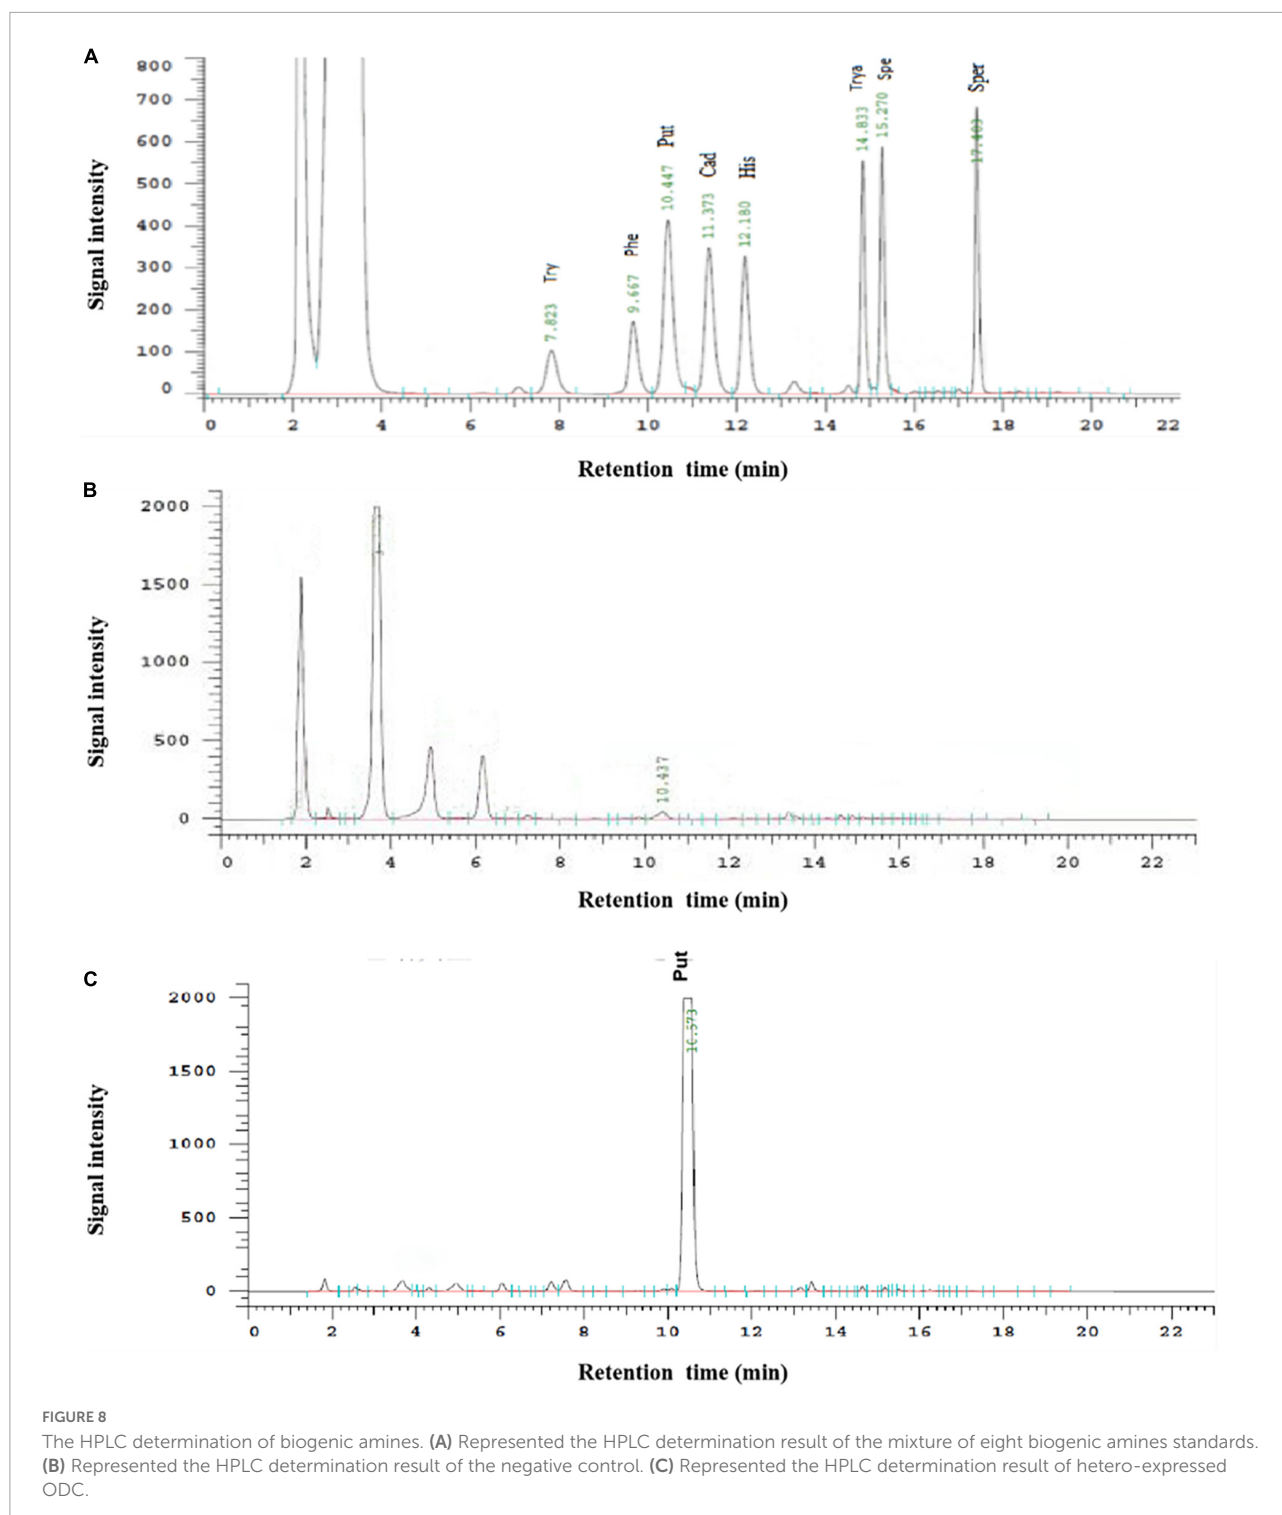 A
Signal intensity
800
700
600
500
400
300
200
100
0
7.823 Try
9.667 Phe
10.447 Put
11.373 Cad
12.180 His
14.833 Trya
15.270 Spe
Sper
0 2 4 6 8 10 12 14 16 18 20 22
Retention time (min)
B
Signal intensity
2000
1500
1000
500
0
10.437
0 2 4 6 8 10 12 14 16 18 20 22
Retention time (min)
C
Signal intensity
Put
2000
1500
1000
500
0
0 2 4 6 8 10 12 14 16 18 20 22
Retention time (min)
FIGURE 8
The HPLC determination of biogenic amines. (A) Represented the HPLC determination result of the mixture of eight biogenic amines standards.
(B) Represented the HPLC determination result of the negative control. (C) Represented the HPLC determination result of hetero-expressed
ODC.